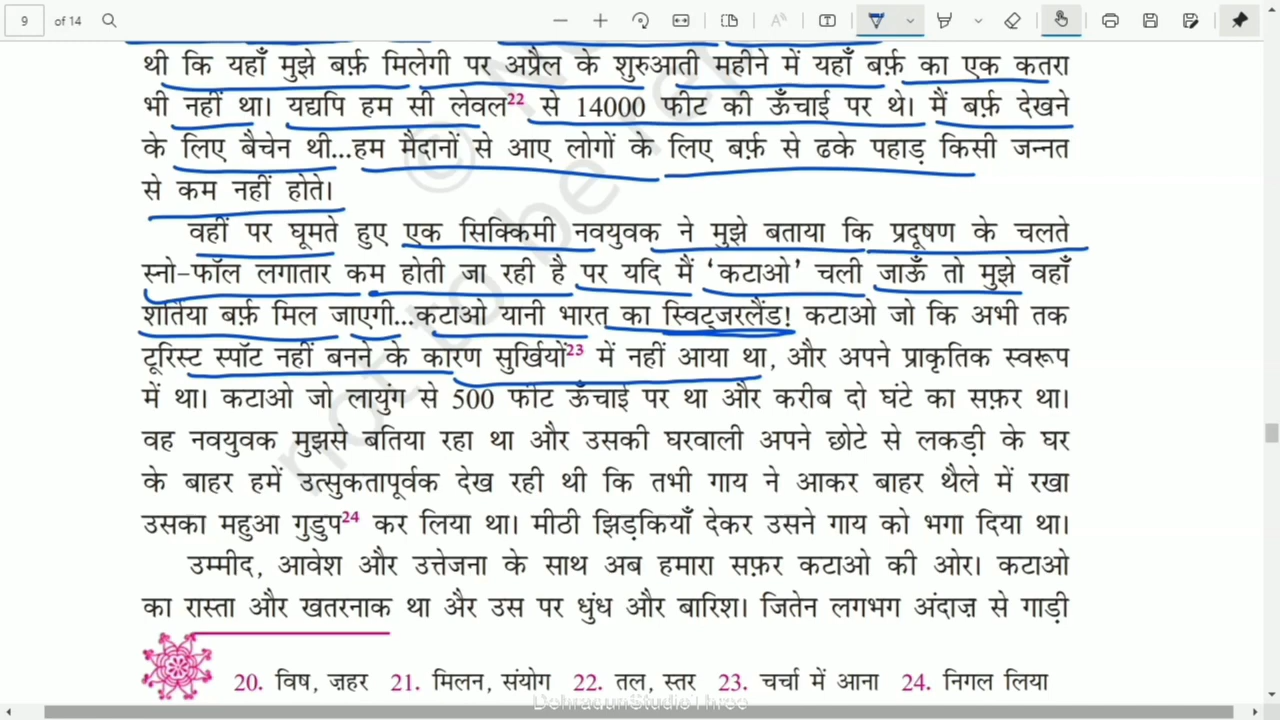 9 of 14
थी कि यहाँ मुझे बर्फ़ मिलेगी पर अप्रैल के शुरुआती महीने में यहाँ बर्फ़ का एक कतरा
भी नहीं था। यद्यपि हम सी लेवल22 से 14000 फीट की ऊँचाई पर थे। मैं बर्फ़ देखने
के लिए बैचेन थी...हम मैदानों से आए लोगों के लिए बर्फ़ से ढके पहाड़ किसी जन्नत
से कम नहीं होते।
वहीं पर घूमते हुए एक सिक्किमी नवयुवक ने मुझे बताया कि प्रदूषण के चलते
स्नो-फॉल लगातार कम होती जा रही है पर यदि मैं ‘कटाओ’ चली जाऊँ तो मुझे वहाँ
शर्तिया बर्फ़ मिल जाएगी...कटाओ यानी भारत का स्विट्जरलैंड! कटाओ जो कि अभी तक
टूरिस्ट स्पॉट नहीं बनने के कारण सुर्खियों23 में नहीं आया था, और अपने प्राकृतिक स्वरूप
में था। कटाओ जो लायुंग से 500 फीट ऊँचाई पर था और करीब दो घंटे का सफ़र था।
वह नवयुवक मुझसे बतिया रहा था और उसकी घरवाली अपने छोटे से लकड़ी के घर
के बाहर हमें उत्सुकतापूर्वक देख रही थी कि तभी गाय ने आकर बाहर थैले में रखा
उसका महुआ गुडुप24 कर लिया था। मीठी झिड़कियाँ देकर उसने गाय को भगा दिया था।
उम्मीद, आवेश और उत्तेजना के साथ अब हमारा सफ़र कटाओ की ओर। कटाओ
का रास्ता और खतरनाक था अैर उस पर धुंध और बारिश। जितेन लगभग अंदाज़ से गाड़ी
20. विष, ज़हर 21. मिलन, संयोग 22. तल, स्तर 23. चर्चा में आना 24. निगल लिया
DehradunStudioThree
not to be re